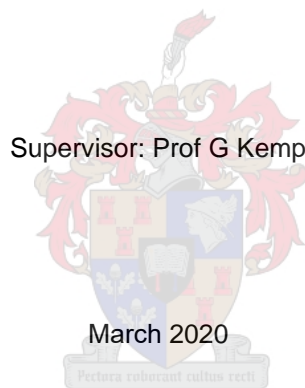 Supervisor: Prof G Kemp
March 2020
Pectora roborant cultus recti